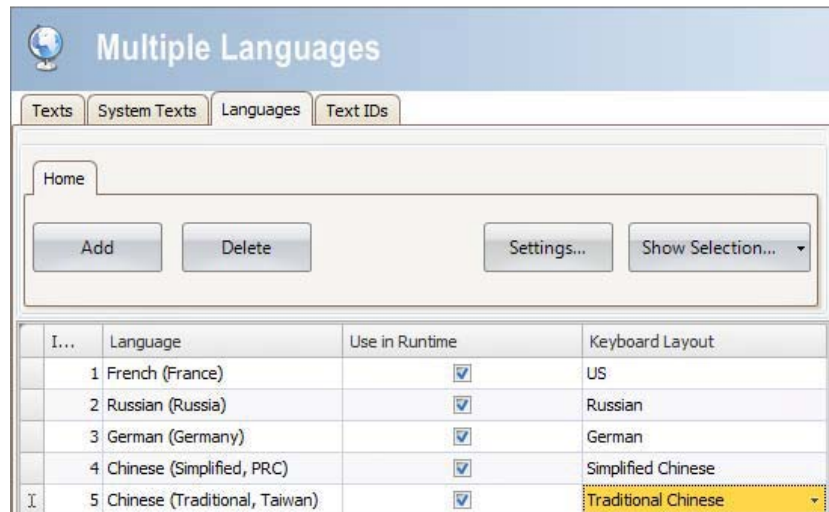 Multiple Languages
Texts System Texts Languages Text IDs
Home
Add Delete Settings... Show Selection...
I... Language Use in Runtime Keyboard Layout
1 French (France) US
2 Russian (Russia) Russian
3 German (Germany) German
4 Chinese (Simplified, PRC) Simplified Chinese
5 Chinese (Traditional, Taiwan) Traditional Chinese